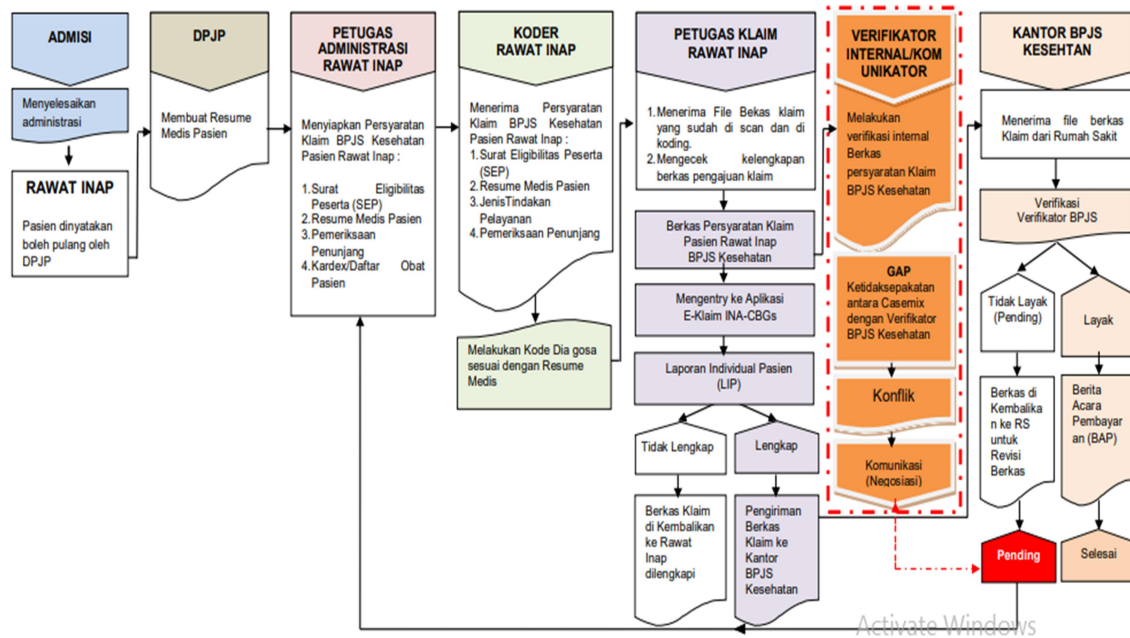 ADMISI
Menyelesaikan
administrasi
RAWAT INAP
Pasien dinyatakan
boleh pulang oleh
DPJP
DPJP
Membuat Resume
Medis Pasien
PETUGAS
ADMINISTRASI
RAWAT INAP
Menyiapkan Persyaratan
Klaim BPJS Kesehatan
Pasien Rawat Inap :
1.Surat Eligibilitas
Peserta (SEP)
2.Resume Medis Pasien
3.Pemeriksaan
Penunjang
4.Kardex/Daftar Obat
Pasien
KODER
RAWAT INAP
Menerima Persyaratan
Klaim BPJS Kesehatan
Pasien Rawat Inap :
1.Surat Eligibilitas Peserta
(SEP)
2.Resume Medis Pasien
3.JenisTindakan
Pelayanan
4.Pemeriksaan Penunjang
Melakukan Kode Dia gosa
sesuai dengan Resume
Medis
PETUGAS KLAIM
RAWAT INAP
1.Menerima File Bekas klaim
yang sudah di scan dan di
koding.
2.Mengecek kelengkapan
berkas pengajuan klaim
Berkas Persyaratan Klaim
Pasien Rawat Inap
BPJS Kesehatan
Mengentry ke Aplikasi
E-Klaim INA-CBGs
Laporan Individual Pasien
(LIP)
Tidak Lengkap
Lengkap
Berkas Klaim
di Kembalikan
ke Rawat
Inap
dilengkapi
Pengiriman
Berkas
Klaim ke
Kantor
BPJS
Kesehatan
VERIFIKATOR
INTERNAL/KOM
UNIKATOR
Melakukan
verifikasi internal
Berkas
persyaratan Klaim
BPJS Kesehatan
GAP
Ketidaksepakatan
antara Casemix
dengan Verifikator
BPJS Kesehatan
Konflik
Komunikasi
(Negosiasi)
KANTOR BPJS
KESEHTAN
Menerima file berkas
Klaim dari Rumah Sakit
Verifikasi
Verifikator BPJS
Tidak Layak
(Pending)
Layak
Berkas di
Kembalika
n ke RS
untuk
Revisi
Berkas
Berita
Acara
Pembayar
an (BAP)
Pending
Selesai
Activate Windows